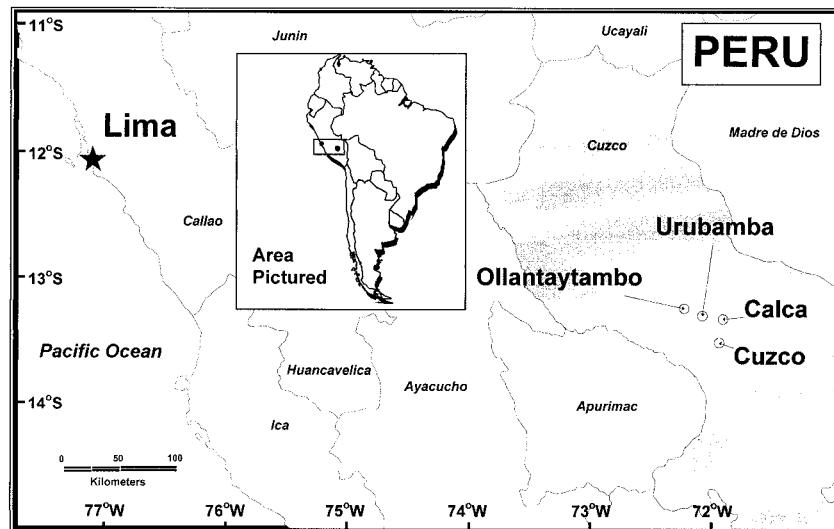 11°S
Junin
Ucayali
PERU
Lima
Cuzco
Madre de Dios
12°S
Callao
Urubamba
Area
Pictured
13°S
Ollantaytambo
Calca
Pacific Ocean
Cuzco
Huancavelica
Ayacucho
14°S
Apurimac
Ica
0 50 100
Kilometers
77°W 76°W 75°W 74°W 73°W 72°W